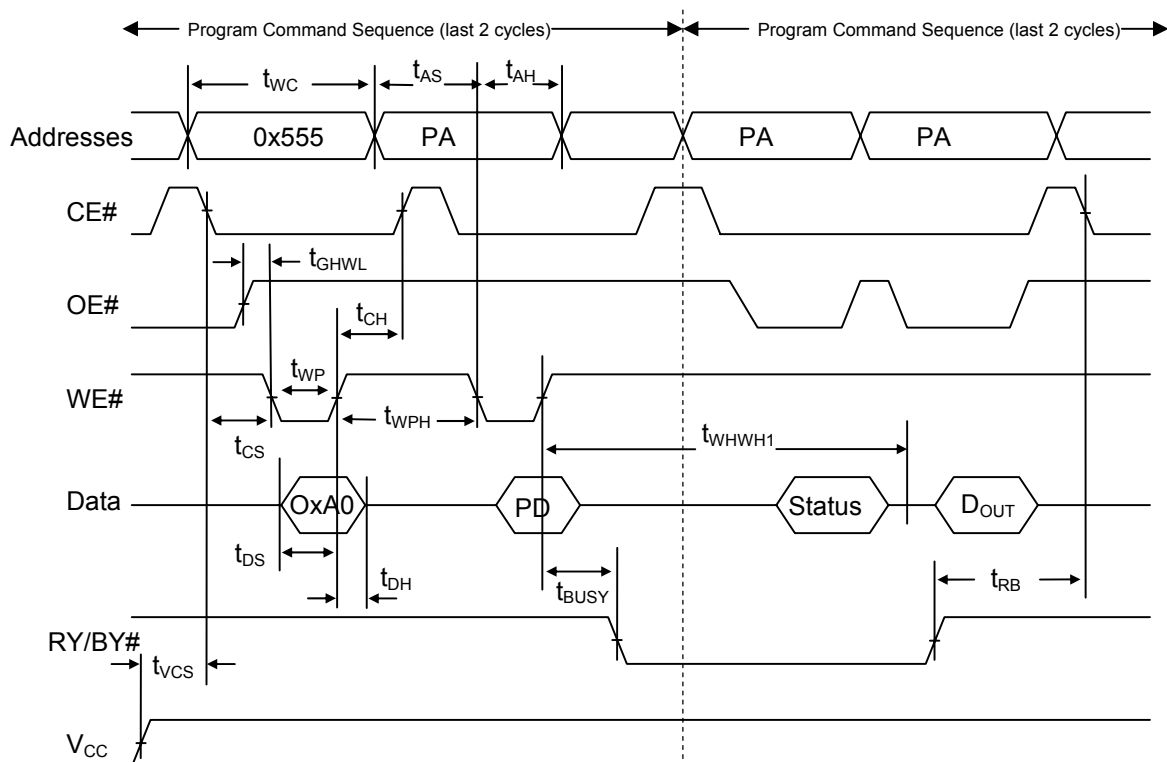 Program Command Sequence (last 2 cycles) Program Command Sequence (last 2 cycles)
tWC tAS tAH
Addresses 0x555 PA PA PA
CE#
tGHWL
OE#
tCH
tWP
WE#
tWPH
tCS tWHWH1
Data OxA0 PD Status DOUT
tDS tDH tBUSY tRB
RY/BY#
tVCS
VCC